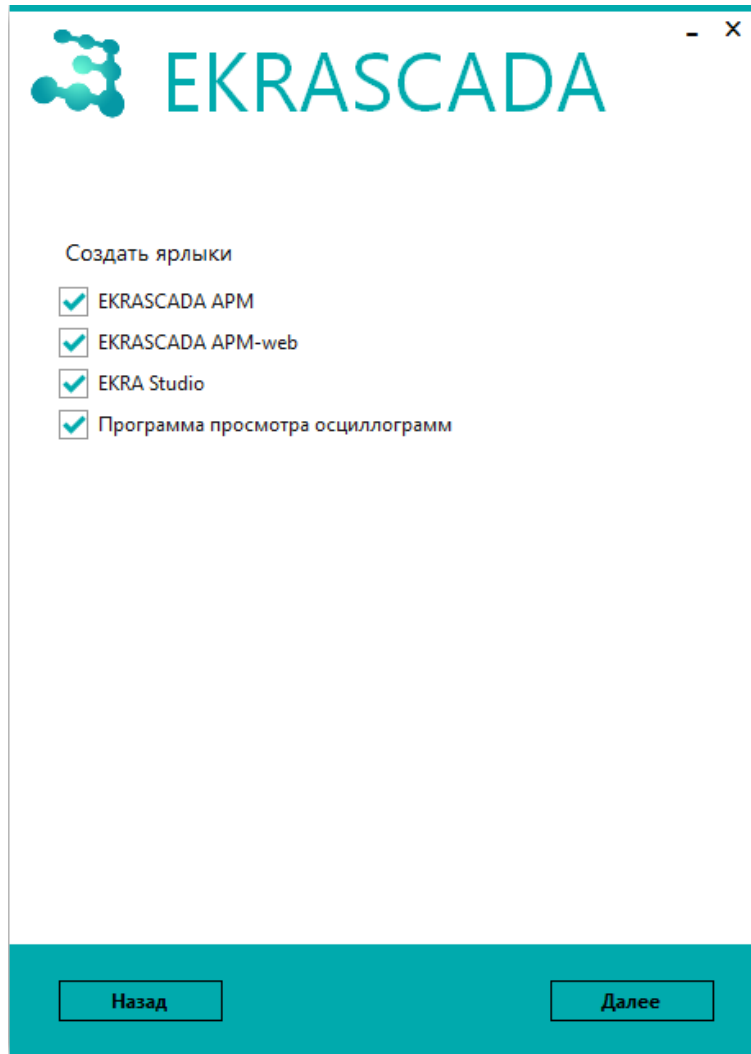 EKRASCADA
Создать ярлыки
EKRASCADA АРМ
EKRASCADA АРМ-web
EKRA Studio
Программа просмотра осциллограмм
Назад
Далее